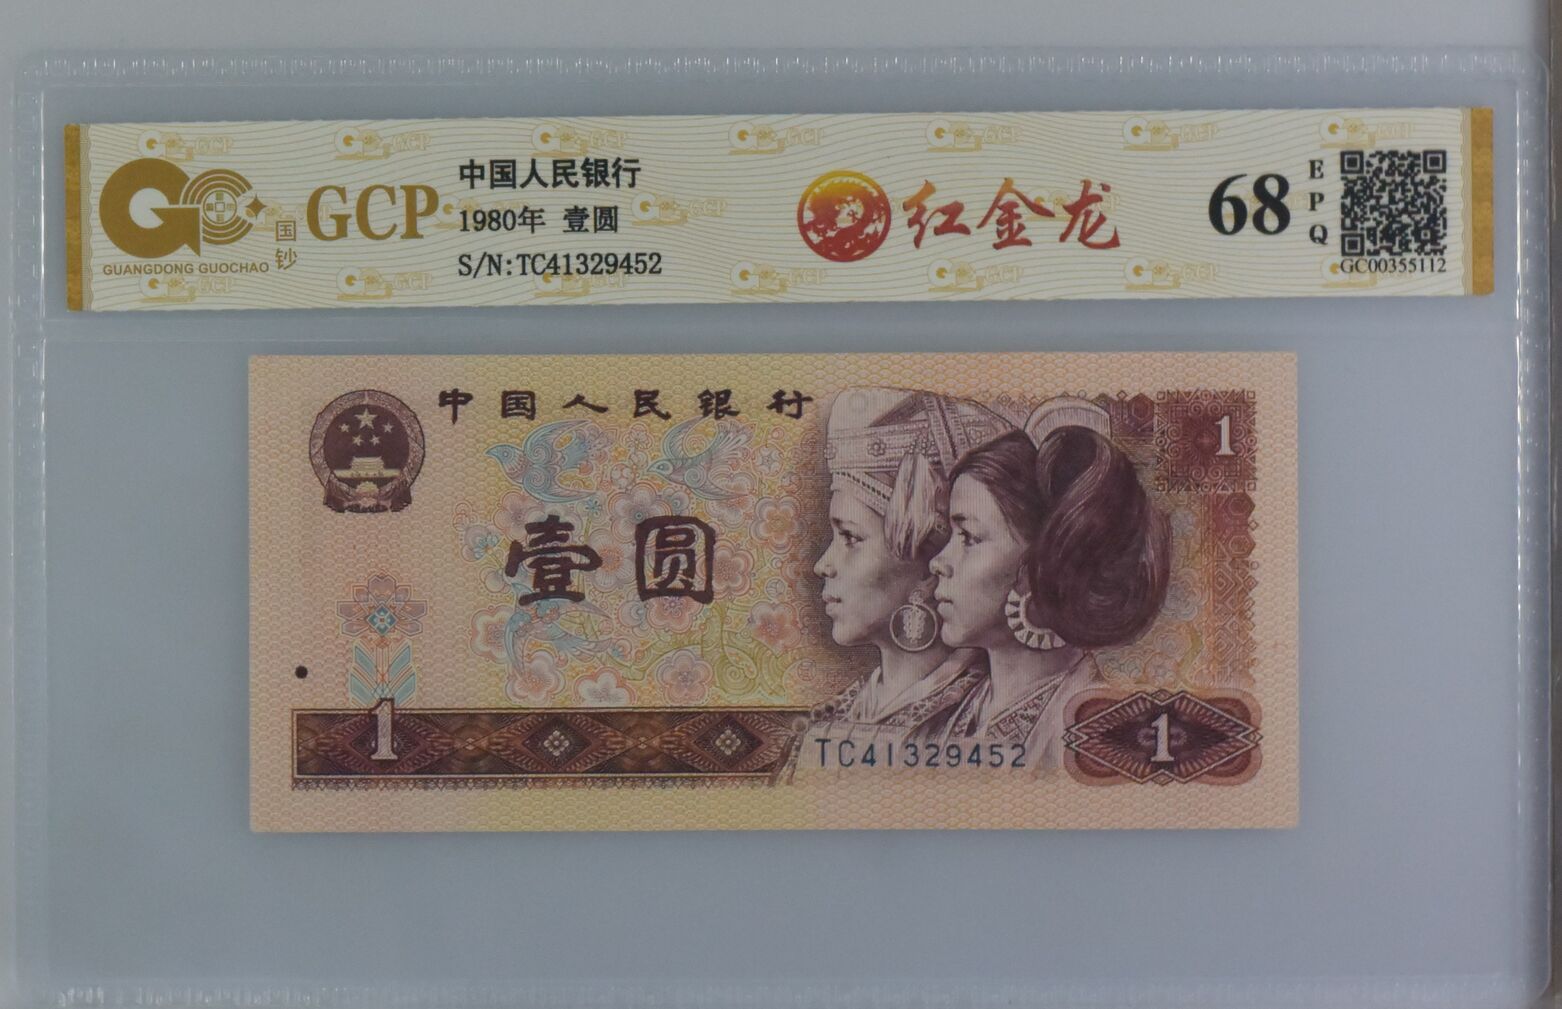 GCP
GUANGDONG GUOCHAO
国钞
中国人民银行
1980年 壹圆
S/N:TC41329452
红金龙
68
EPQ
GC00355112
中国人民银行
1
壹圆
1
TC41329452
1